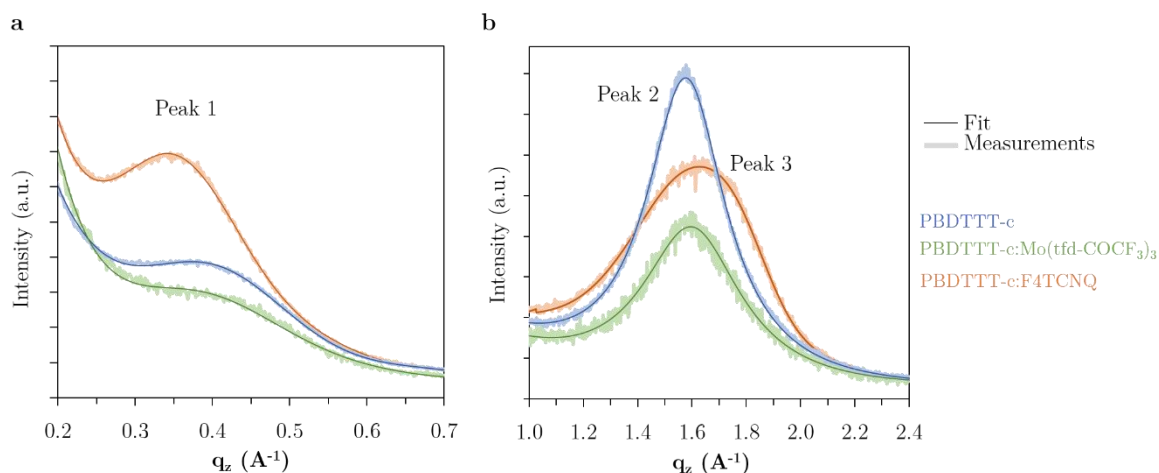 a
Peak 1
Intensity (a.u.)
0.2 0.3 0.4 0.5 0.6 0.7
q_z (A⁻¹)
b
Peak 2
Peak 3
Intensity (a.u.)
1.0 1.2 1.4 1.6 1.8 2.0 2.2 2.4
q_z (A⁻¹)
Fit
Measurements
PBDTTT-c
PBDTTT-c:Mo(tfd-COCF₃)₃
PBDTTT-c:F4TCNQ